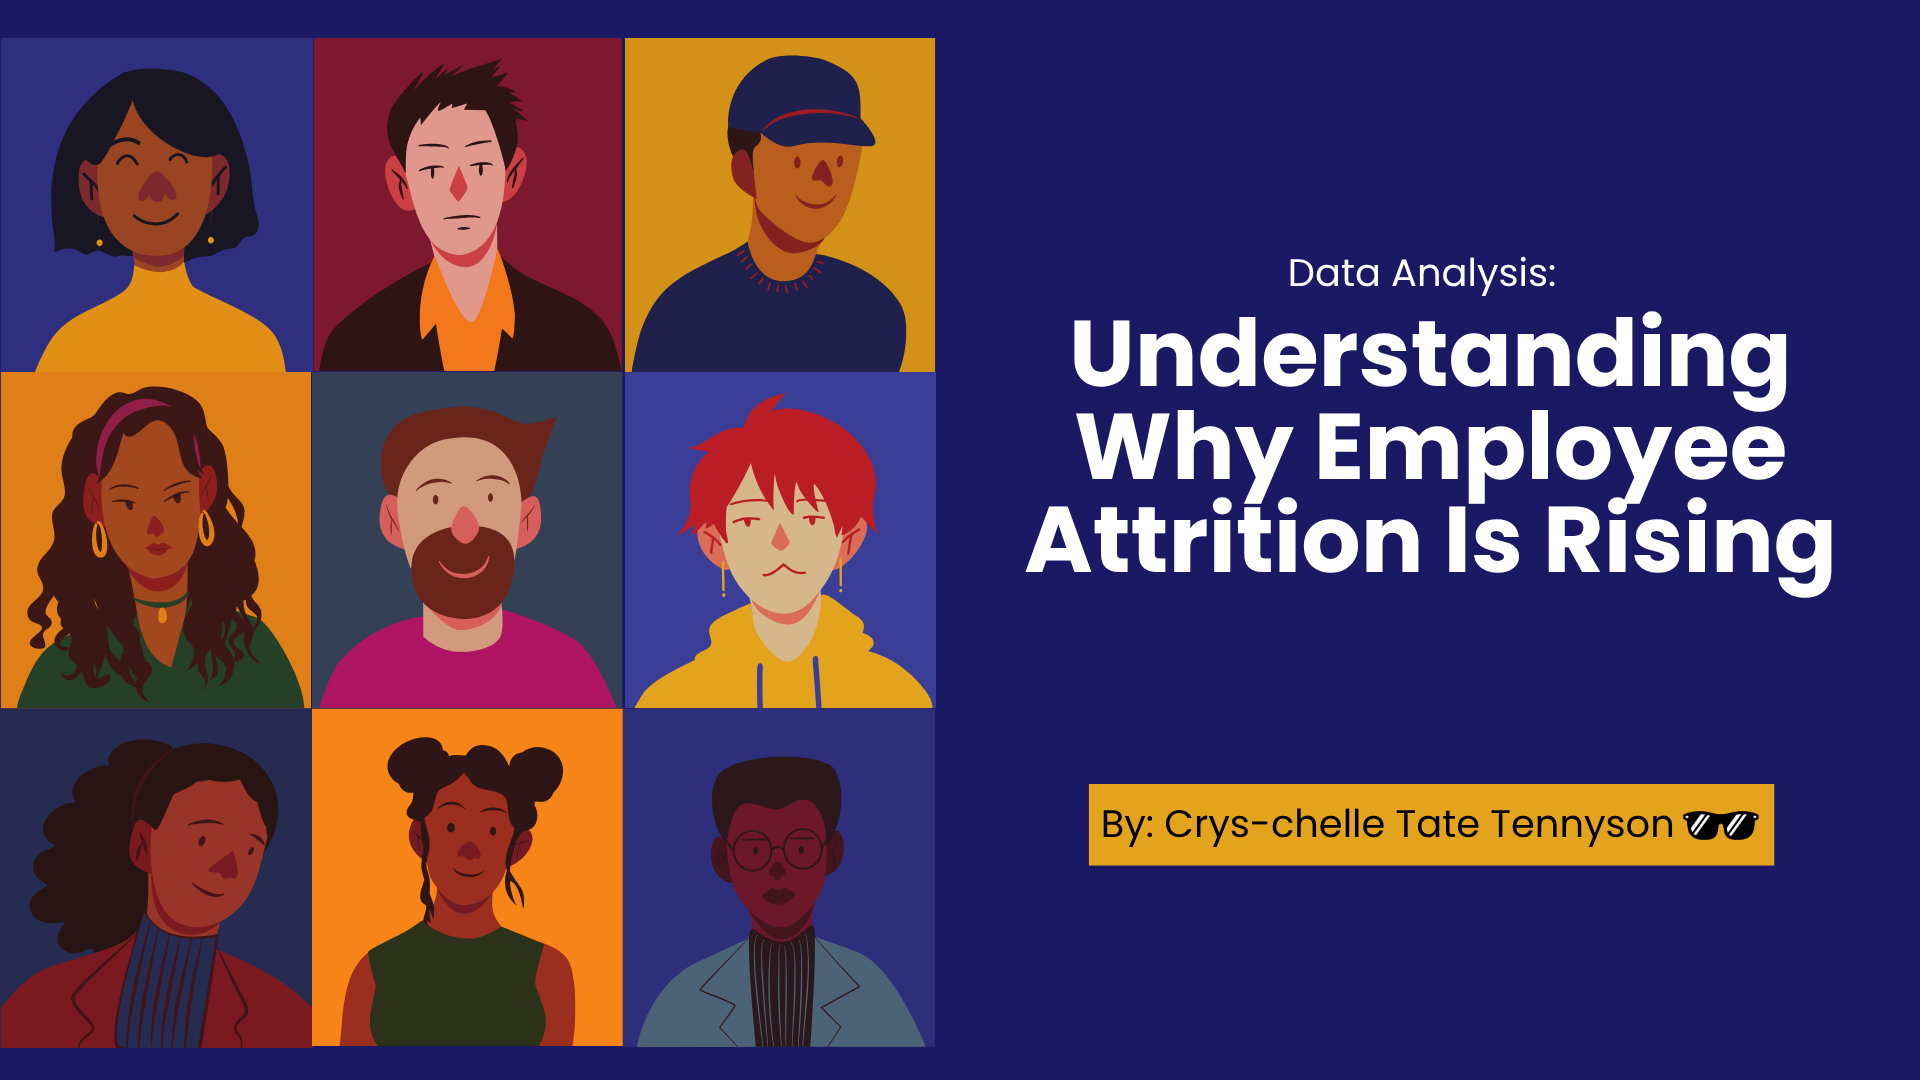 Data Analysis:
Understanding
Why Employee
Attrition Is Rising
By: Crys-chelle Tate Tennyson